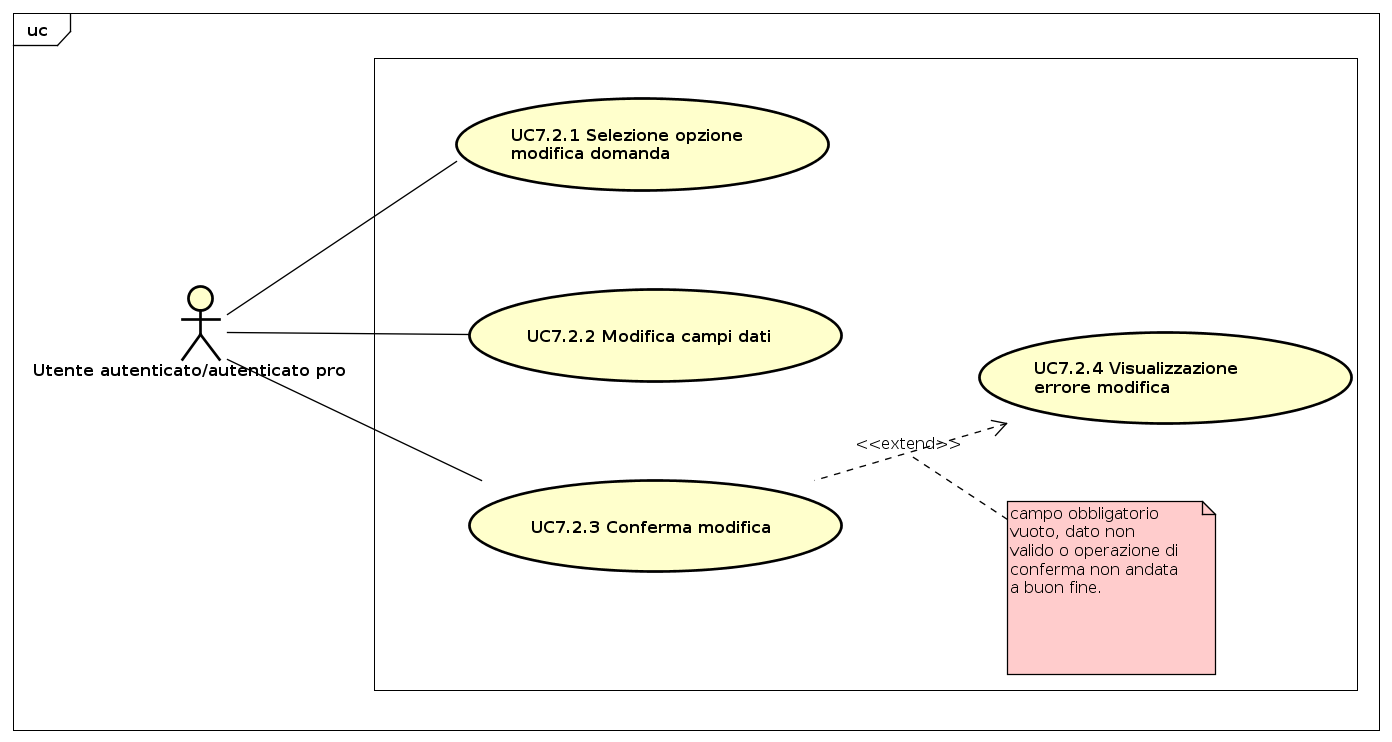 uc
UC7.2.1 Selezione opzione
modifica domanda
Utente autenticato/autenticato pro
UC7.2.2 Modifica campi dati
UC7.2.4 Visualizzazione
errore modifica
<<extend>>
UC7.2.3 Conferma modifica
campo obbligatorio
vuoto, dato non
valido o operazione di
conferma non andata
a buon fine.